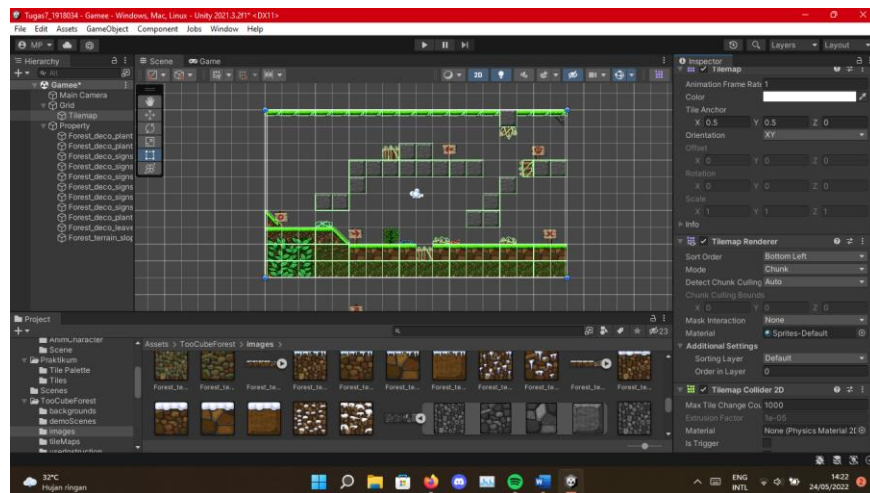 Tugas7_1918034 - Gamee - Windows, Mac, Linux - Unity 2021.3.2f1* <DX11>
File Edit Assets GameObject Component Jobs Window Help
MP
Layers
Layout
Hierarchy
All
Gamee*
Main Camera
Grid
Tilemap
Property
Forest_deco_plant
Forest_deco_plant
Forest_deco_signs
Forest_deco_signs
Forest_deco_signs
Forest_deco_signs
Forest_deco_signs
Forest_deco_plant
Forest_deco_leave
Forest_terrain_slop
Scene
Game
2D
Inspector
Tilemap
Animation Frame Rate 1
Color
Tile Anchor
X 0.5 Y 0.5 Z 0
Orientation XY
Offset
X 0 Y 0 Z 0
Rotation
X 0 Y 0 Z 0
Scale
X 1 Y 1 Z 1
Info
Tilemap Renderer
Sort Order Bottom Left
Mode Chunk
Detect Chunk Culling Auto
Chunk Culling Bounds
X 0 Y 0 Z 0
Mask Interaction None
Material Sprites-Default
Additional Settings
Sorting Layer Default
Order in Layer 0
Tilemap Collider 2D
Max Tile Change Cou 1000
Extrusion Factor 1e-05
Material None (Physics Material 2D
Is Trigger
Project
23
AnimCharacter
Scene
Praktikum
Tile Palette
Tiles
Scenes
TooCubeForest
backgrounds
demoScenes
images
tileMaps
userInstruction
Assets > TooCubeForest > images >
Forest_te... Forest_te... Forest_te... Forest_te... Forest_te... Forest_te... Forest_te... Forest_te... Forest_te... Forest_te...
32°C
Hujan ringan
ENG
INTL
14:22
24/05/2022